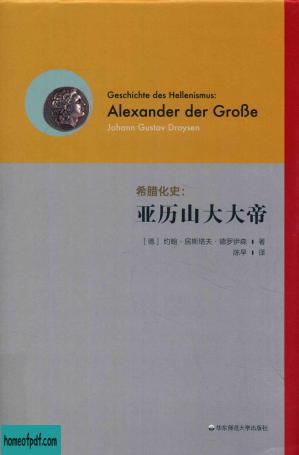 Geschichte des Hellenismus:
Alexander der Große
Johann Gustav Droysen
希腊化史:
亚历山大大帝
[德] 约翰·居斯塔夫·德罗伊森 著
陈早 译
华东师范大学出版社
homeofpdf.com